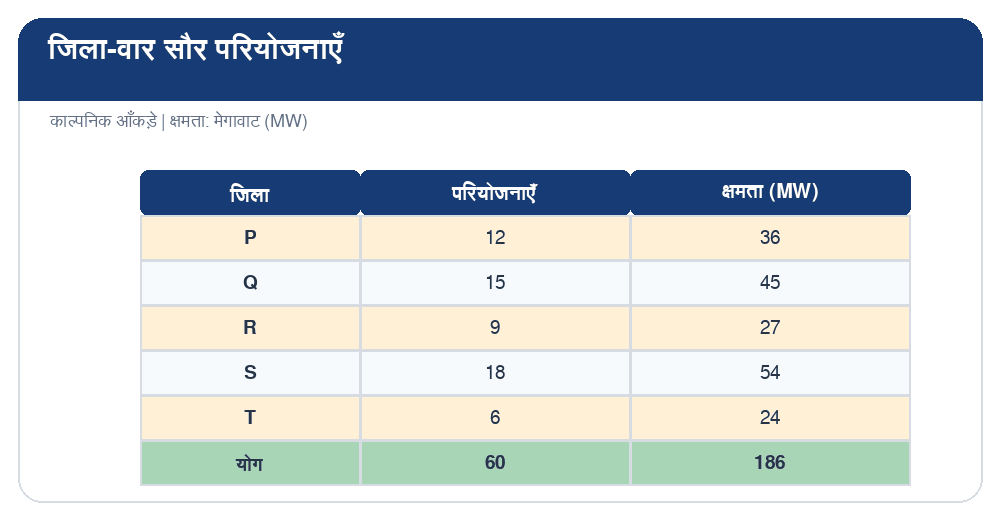 जिला-वार सौर परियोजनाएँ
काल्पनिक आँकड़े | क्षमता: मेगावाट (MW)
जिला परियोजनाएँ क्षमता (MW)
P 12 36
Q 15 45
R 9 27
S 18 54
T 6 24
योग 60 186